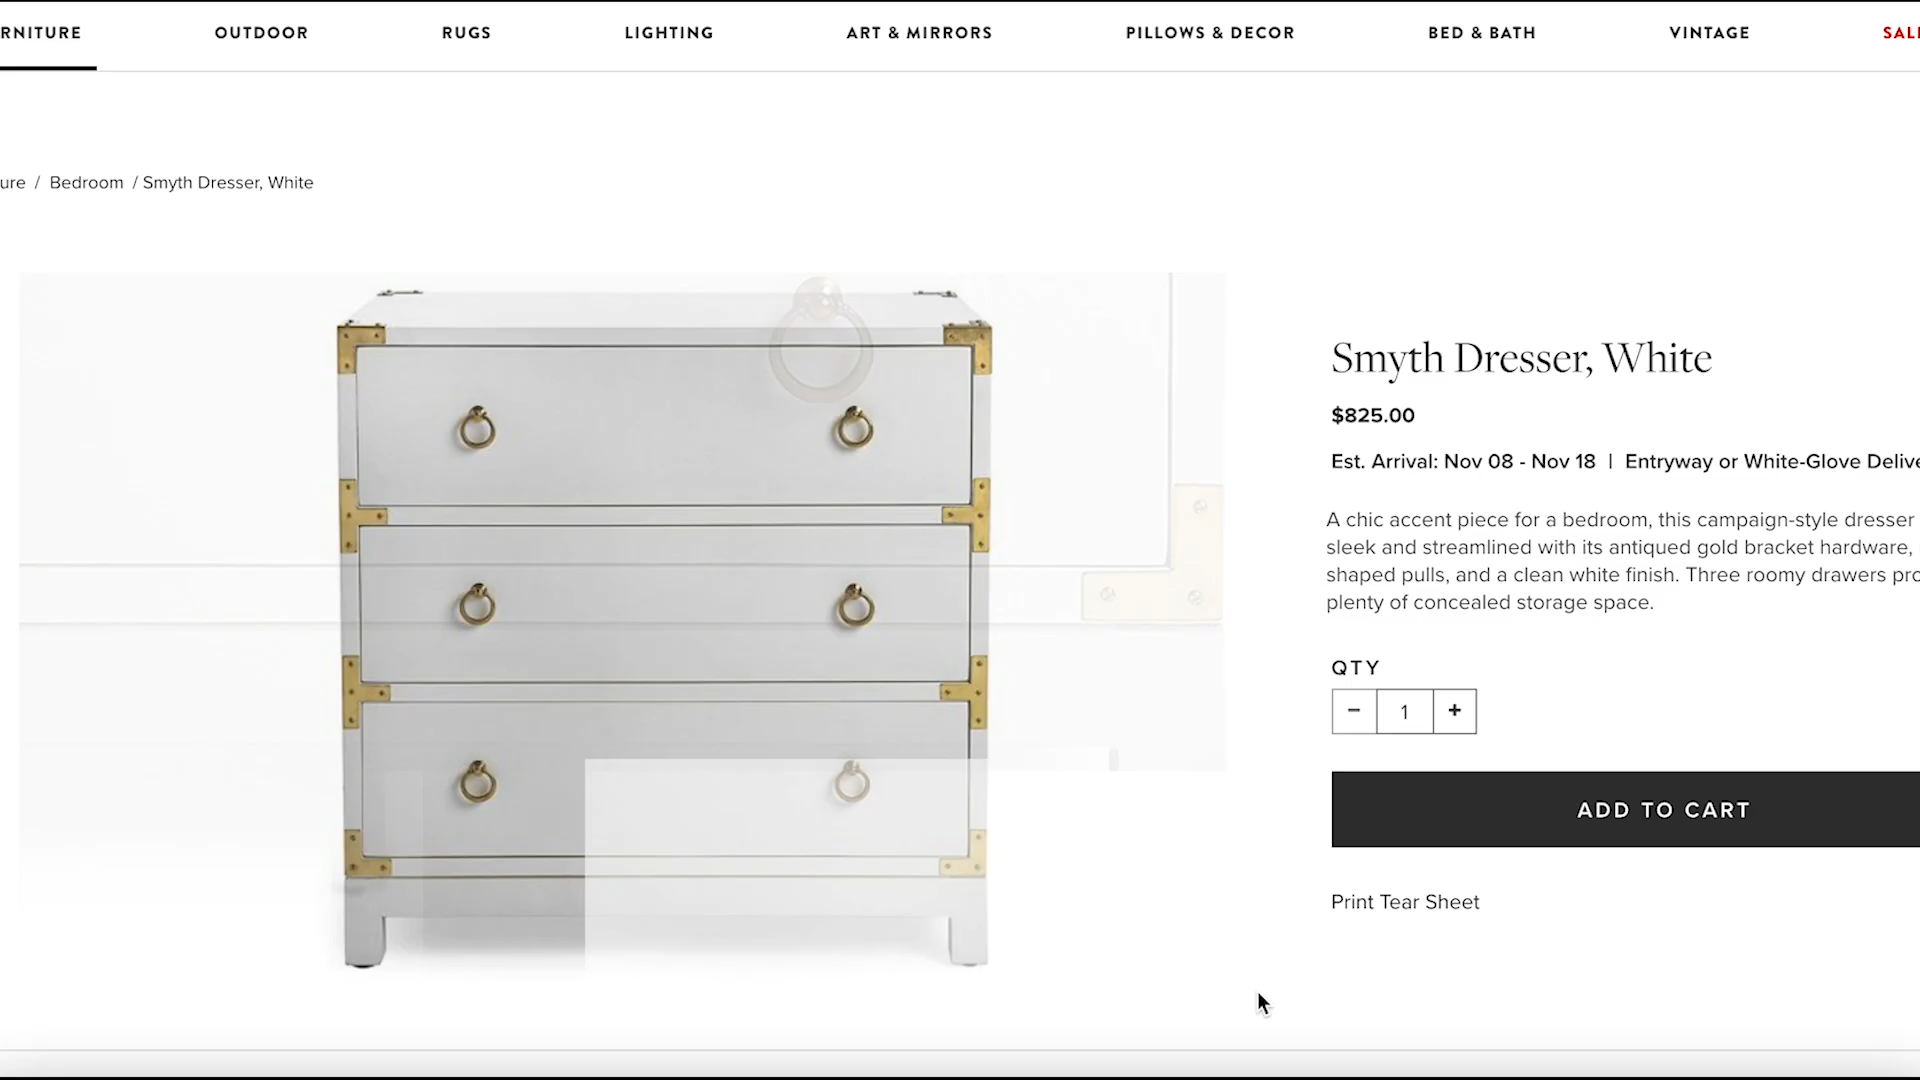 RNITURE OUTDOOR RUGS LIGHTING ART & MIRRORS PILLOWS & DECOR BED & BATH VINTAGE SAL
ure / Bedroom / Smyth Dresser, White
Smyth Dresser, White
$825.00
Est. Arrival: Nov 08 - Nov 18 | Entryway or White-Glove Delive
A chic accent piece for a bedroom, this campaign-style dresser
sleek and streamlined with its antiqued gold bracket hardware,
shaped pulls, and a clean white finish. Three roomy drawers pro
plenty of concealed storage space.
QTY
− 1 +
ADD TO CART
Print Tear Sheet